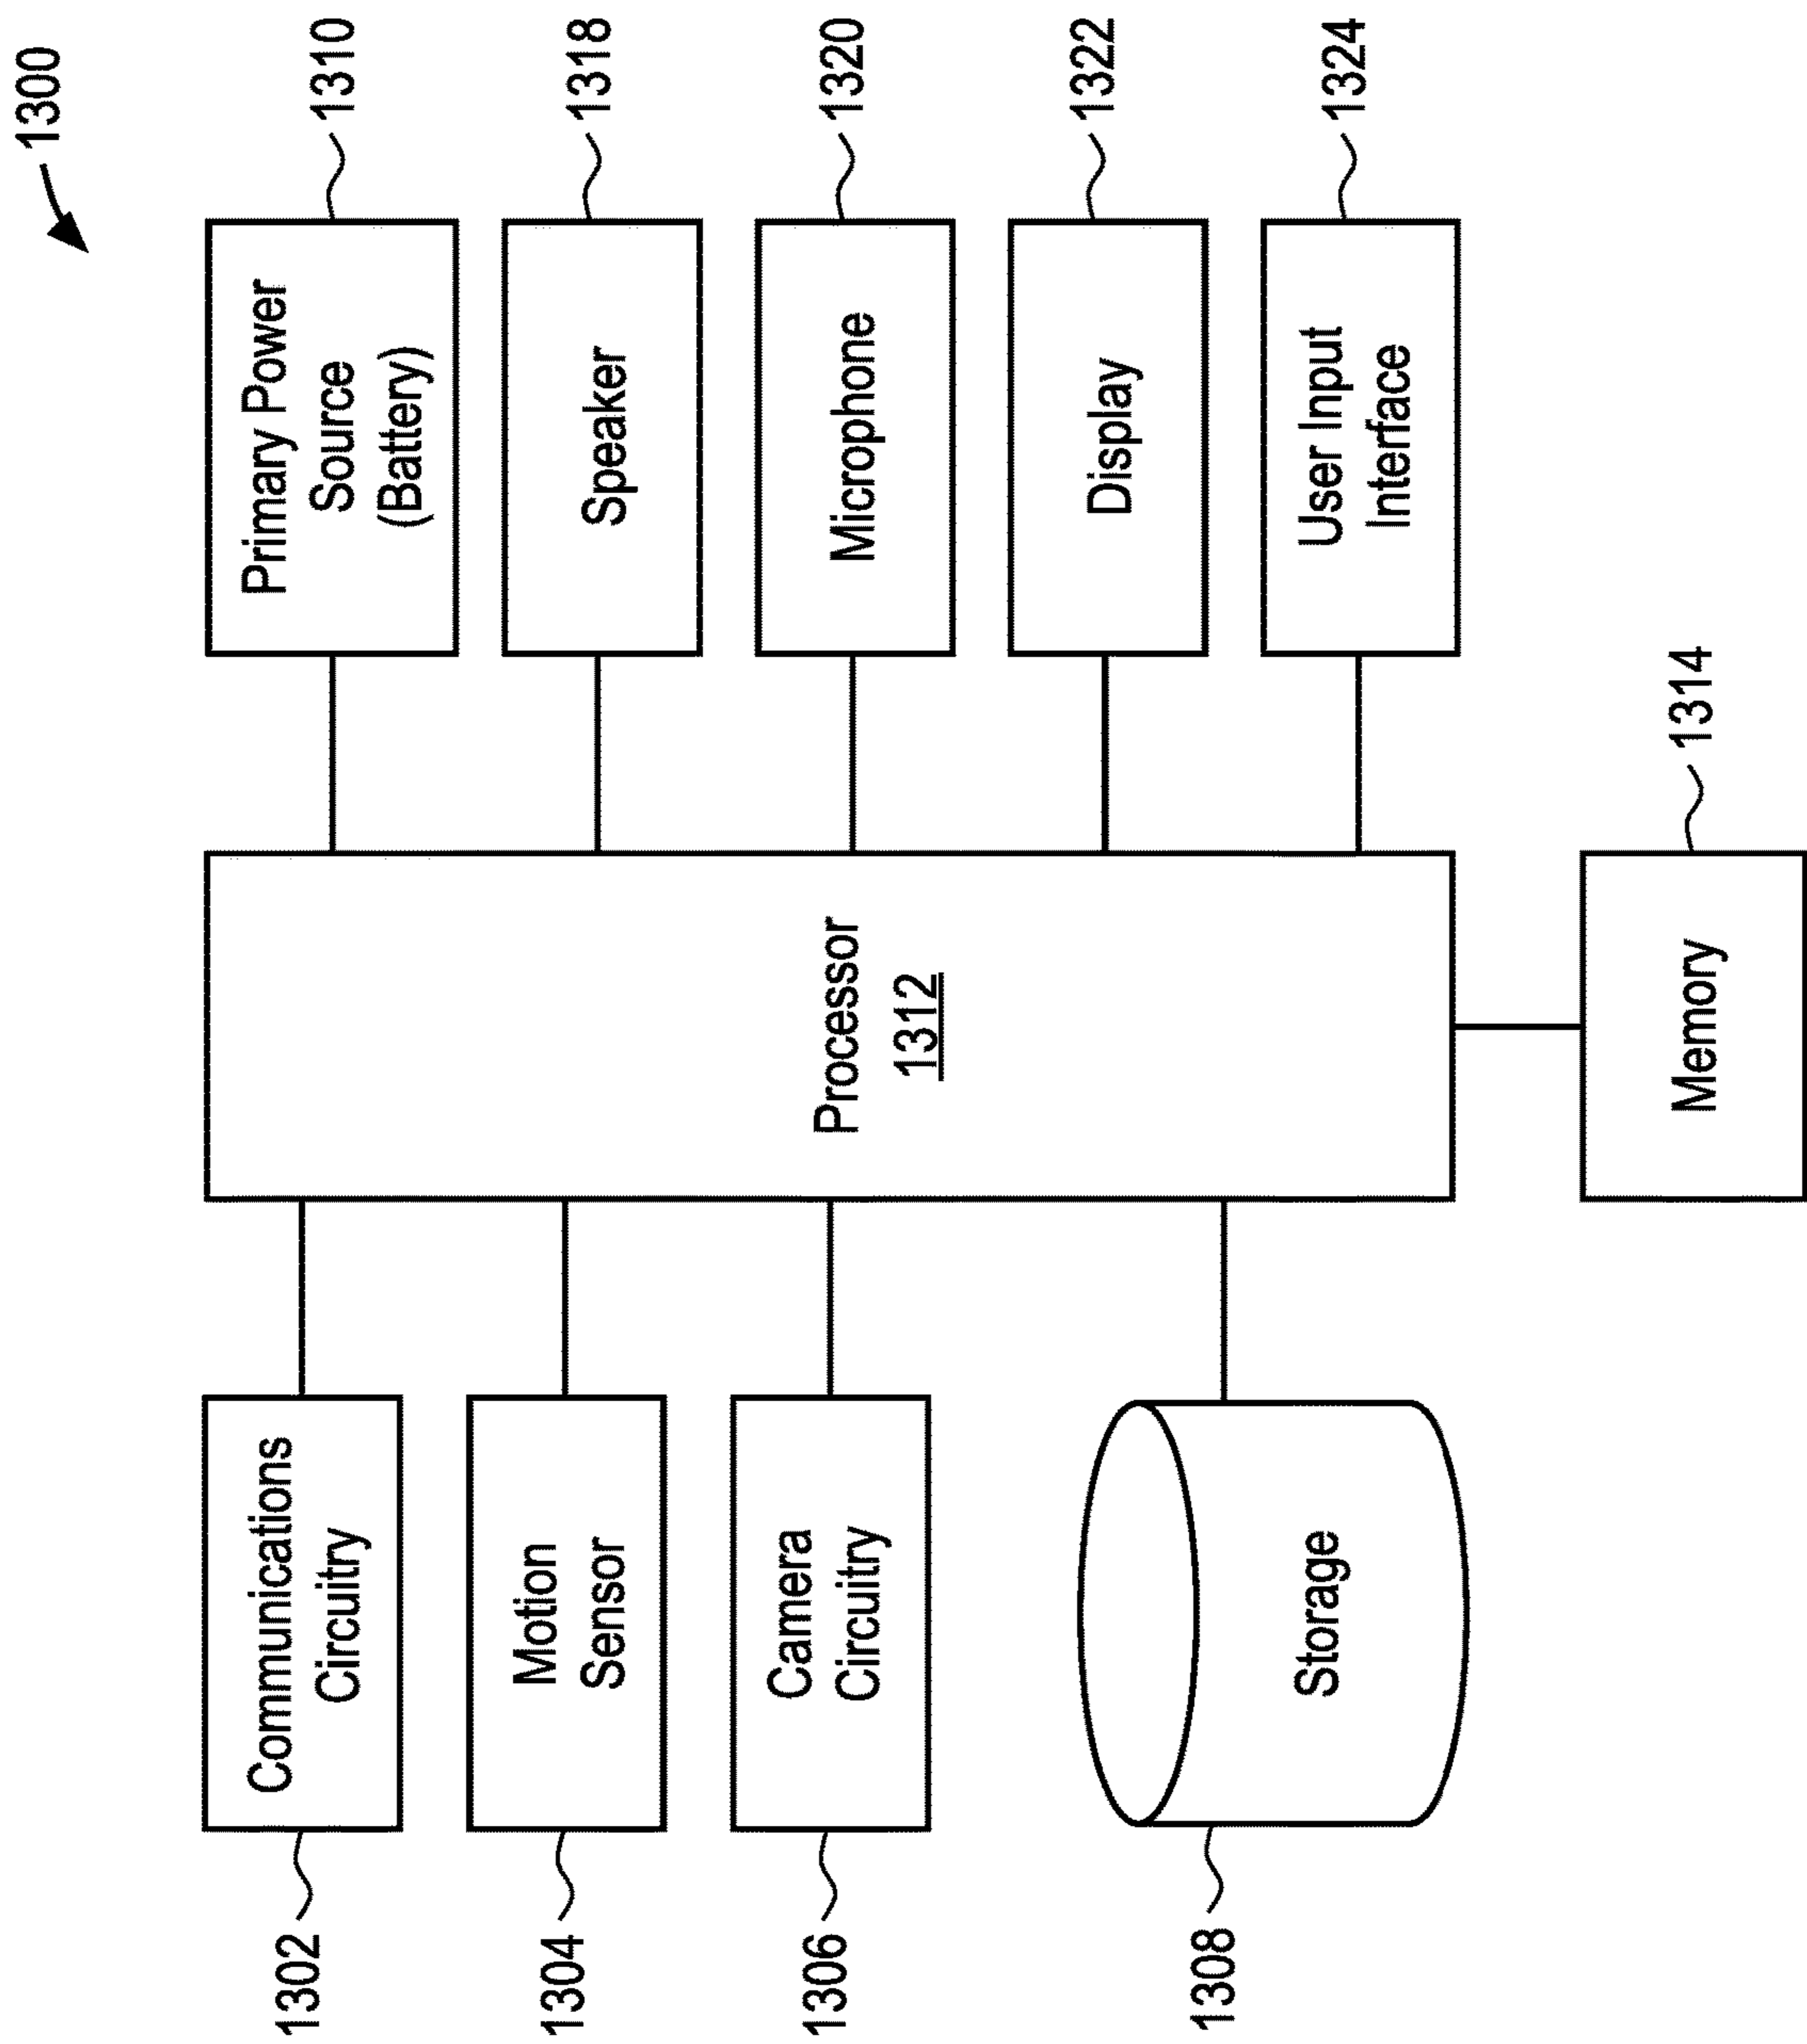 1300
Communications
Circuitry
1302
Motion
Sensor
1304
Camera
Circuitry
1306
Storage
1308
Processor
1312
Primary Power
Source
(Battery)
1310
Speaker
1318
Microphone
1320
Display
1322
User Input
Interface
1324
Memory
1314